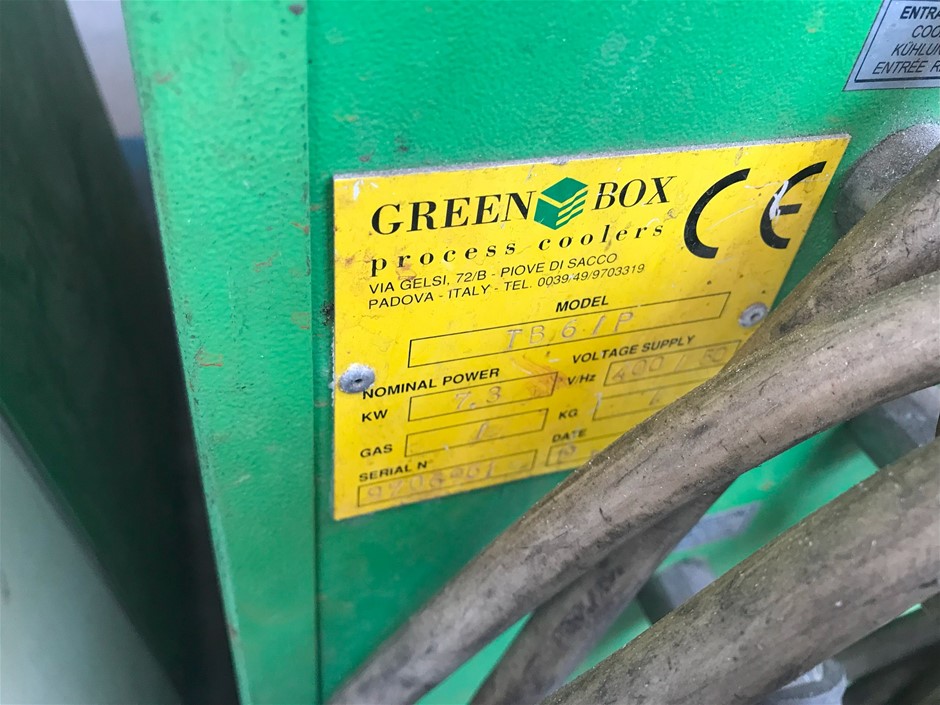 ENTRA
COO
KÜHLUN
ENTRÉE R
GREEN BOX
process coolers
CE
VIA GELSI, 72/B - PIOVE DI SACCO
PADOVA - ITALY - TEL. 0039/49/9703319
MODEL
TB 6 / P
NOMINAL POWER VOLTAGE SUPPLY
KW 7.3 V/Hz 400/50
GAS / KG /
SERIAL N° DATE